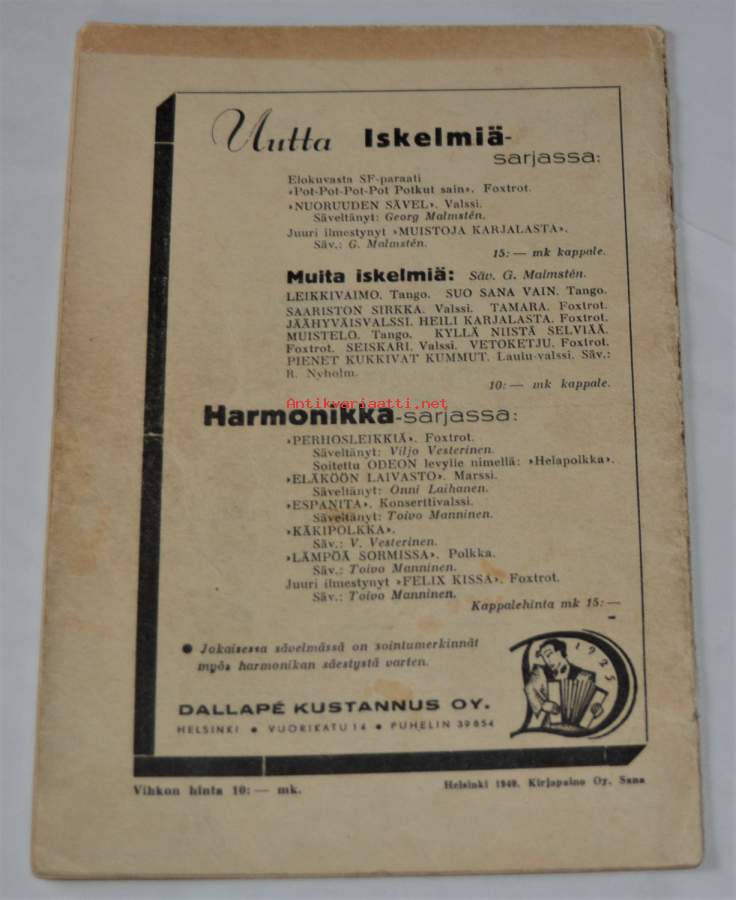 Uutta Iskelmiä-
sarjassa:
Elokuvasta SF-paraati
»Pot-Pot-Pot-Pot Potkut sain». Foxtrot.
»NUORUUDEN SÄVEL». Valssi.
Säveltänyt: Georg Malmstén.
Juuri ilmestynyt »MUISTOJA KARJALASTA».
Säv.: G. Malmstén.
15:— mk kappale.
Muita iskelmiä: Säv. G. Malmstén.
LEIKKIVAIMO. Tango. SUO SANA VAIN. Tango.
SAARISTON SIRKKA. Valssi. TAMARA. Foxtrot.
JÄÄHYVÄISVALSSI. HEILI KARJALASTA. Foxtrot.
MUISTELO. Tango. KYLLÄ NIISTÄ SELVIÄÄ.
Foxtrot. SEISKARI. Valssi. VETOKETJU. Foxtrot.
PIENET KUKKIVAT KUMMUT. Laulu-valssi. Säv.:
R. Nyholm.
10:— mk kappale.
Antikvariaatti.net
Harmonikka-sarjassa:
»PERHOSLEIKKIÄ». Foxtrot.
Säveltänyt: Viljo Vesterinen.
Soitettu ODEON levylle nimellä: »Helapolkka».
»ELÄKÖÖN LAIVASTO». Marssi.
Säveltänyt: Onni Laihanen.
»ESPANITA». Konserttivalssi.
Säveltänyt: Toivo Manninen.
»KÄKIPOLKKA».
Säv.: V. Vesterinen.
»LÄMPÖÄ SORMISSA». Polkka.
Säv.: Toivo Manninen.
Juuri ilmestynyt »FELIX KISSA». Foxtrot.
Säv.: Toivo Manninen.
Kappalehinta mk 15:—
● Jokaisessa sävelmässä on sointumerkinnät
myös harmonikan säestystä varten.
1925
DALLAPÉ KUSTANNUS OY.
HELSINKI ● VUORIKATU 14 ● PUHELIN 39 854
Vihkon hinta 10:— mk.
Helsinki 1940. Kirjapaino Oy. Sana